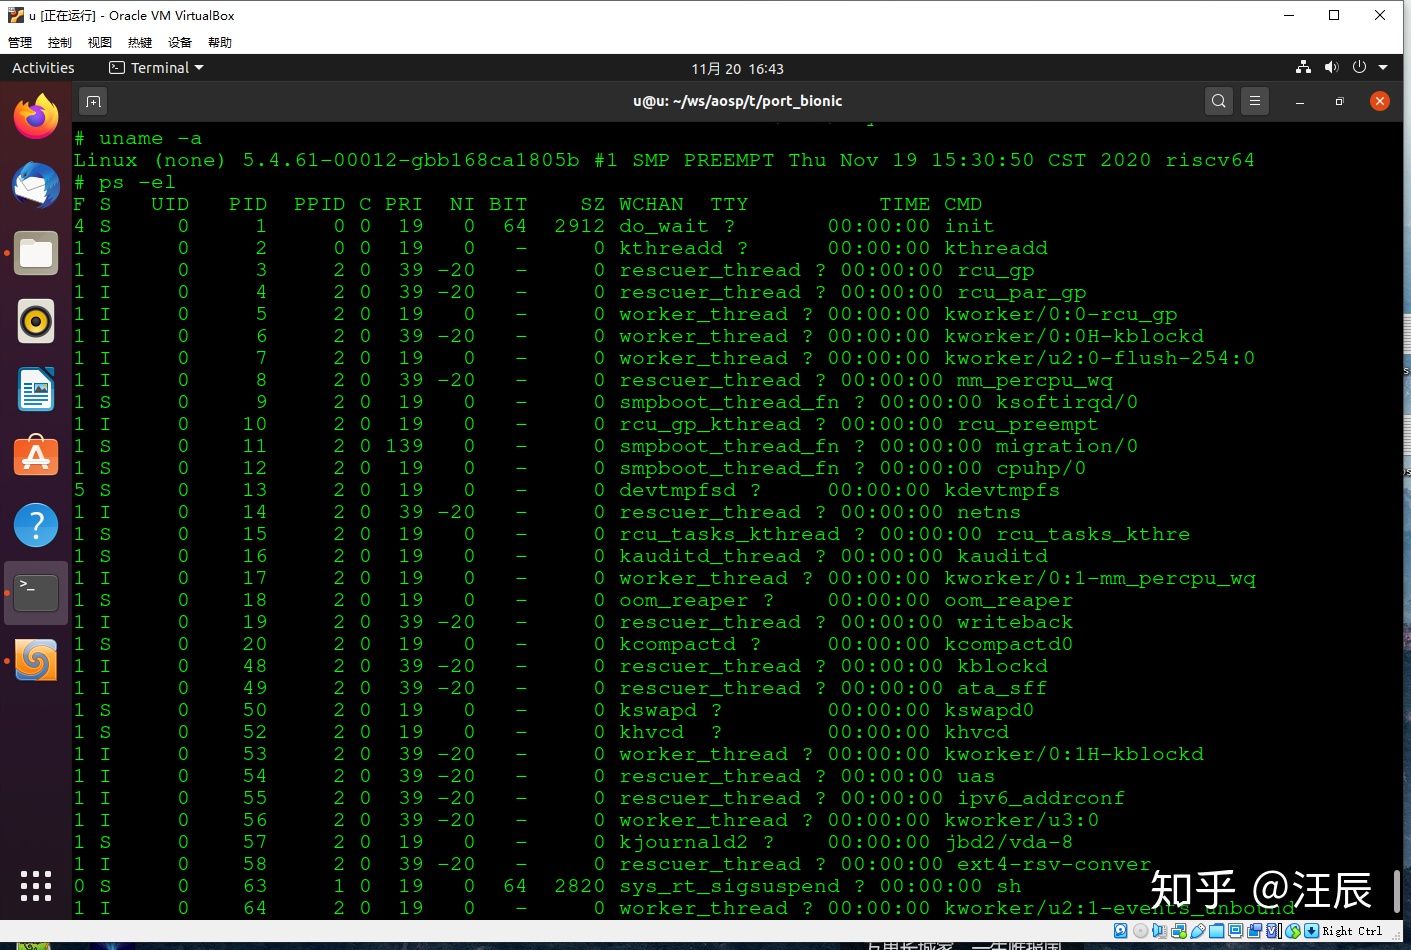 u [正在运行] - Oracle VM VirtualBox
管理 控制 视图 热键 设备 帮助
Activities Terminal 11月 20 16:43
u@u: ~/ws/aosp/t/port_bionic
# uname -a
Linux (none) 5.4.61-00012-gbb168ca1805b #1 SMP PREEMPT Thu Nov 19 15:30:50 CST 2020 riscv64
# ps -el
F S UID PID PPID C PRI NI BIT SZ WCHAN TTY TIME CMD
4 S 0 1 0 0 19 0 64 2912 do_wait ? 00:00:00 init
1 S 0 2 0 0 19 0 - 0 kthreadd ? 00:00:00 kthreadd
1 I 0 3 2 0 39 -20 - 0 rescuer_thread ? 00:00:00 rcu_gp
1 I 0 4 2 0 39 -20 - 0 rescuer_thread ? 00:00:00 rcu_par_gp
1 I 0 5 2 0 19 0 - 0 worker_thread ? 00:00:00 kworker/0:0-rcu_gp
1 I 0 6 2 0 39 -20 - 0 worker_thread ? 00:00:00 kworker/0:0H-kblockd
1 I 0 7 2 0 19 0 - 0 worker_thread ? 00:00:00 kworker/u2:0-flush-254:0
1 I 0 8 2 0 39 -20 - 0 rescuer_thread ? 00:00:00 mm_percpu_wq
1 S 0 9 2 0 19 0 - 0 smpboot_thread_fn ? 00:00:00 ksoftirqd/0
1 I 0 10 2 0 19 0 - 0 rcu_gp_kthread ? 00:00:00 rcu_preempt
1 S 0 11 2 0 139 0 - 0 smpboot_thread_fn ? 00:00:00 migration/0
1 S 0 12 2 0 19 0 - 0 smpboot_thread_fn ? 00:00:00 cpuhp/0
5 S 0 13 2 0 19 0 - 0 devtmpfsd ? 00:00:00 kdevtmpfs
1 I 0 14 2 0 39 -20 - 0 rescuer_thread ? 00:00:00 netns
1 S 0 15 2 0 19 0 - 0 rcu_tasks_kthread ? 00:00:00 rcu_tasks_kthre
1 S 0 16 2 0 19 0 - 0 kauditd_thread ? 00:00:00 kauditd
1 I 0 17 2 0 19 0 - 0 worker_thread ? 00:00:00 kworker/0:1-mm_percpu_wq
1 S 0 18 2 0 19 0 - 0 oom_reaper ? 00:00:00 oom_reaper
1 I 0 19 2 0 39 -20 - 0 rescuer_thread ? 00:00:00 writeback
1 S 0 20 2 0 19 0 - 0 kcompactd ? 00:00:00 kcompactd0
1 I 0 48 2 0 39 -20 - 0 rescuer_thread ? 00:00:00 kblockd
1 I 0 49 2 0 39 -20 - 0 rescuer_thread ? 00:00:00 ata_sff
1 S 0 50 2 0 19 0 - 0 kswapd ? 00:00:00 kswapd0
1 S 0 52 2 0 19 0 - 0 khvcd ? 00:00:00 khvcd
1 I 0 53 2 0 39 -20 - 0 worker_thread ? 00:00:00 kworker/0:1H-kblockd
1 I 0 54 2 0 39 -20 - 0 rescuer_thread ? 00:00:00 uas
1 I 0 55 2 0 39 -20 - 0 rescuer_thread ? 00:00:00 ipv6_addrconf
1 I 0 56 2 0 39 -20 - 0 worker_thread ? 00:00:00 kworker/u3:0
1 S 0 57 2 0 19 0 - 0 kjournald2 ? 00:00:00 jbd2/vda-8
1 I 0 58 2 0 39 -20 - 0 rescuer_thread ? 00:00:00 ext4-rsv-conver
0 S 0 63 1 0 19 0 64 2820 sys_rt_sigsuspend ? 00:00:00 sh
1 I 0 64 2 0 19 0 - 0 worker_thread ? 00:00:00 kworker/u2:1-events_unbound
知乎 @汪辰
Right Ctrl